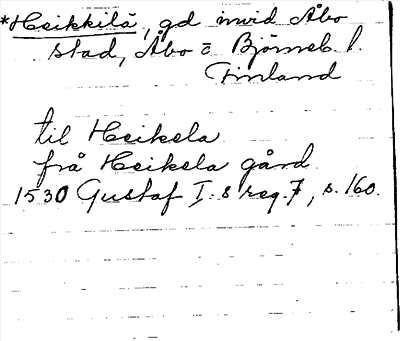 *Heikkilä, gd invid Åbo
stad, Åbo o Björneb. l.
Finland
til Heikela
frå Heikela gård
1530 Gustaf I:s reg. 7, s. 160.